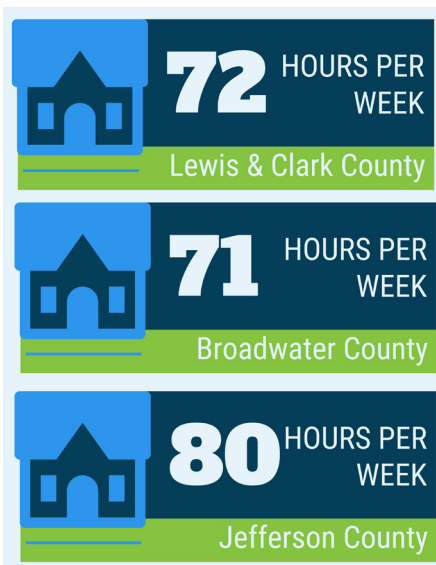 72 HOURS PER
WEEK
Lewis & Clark County
71 HOURS PER
WEEK
Broadwater County
80 HOURS PER
WEEK
Jefferson County